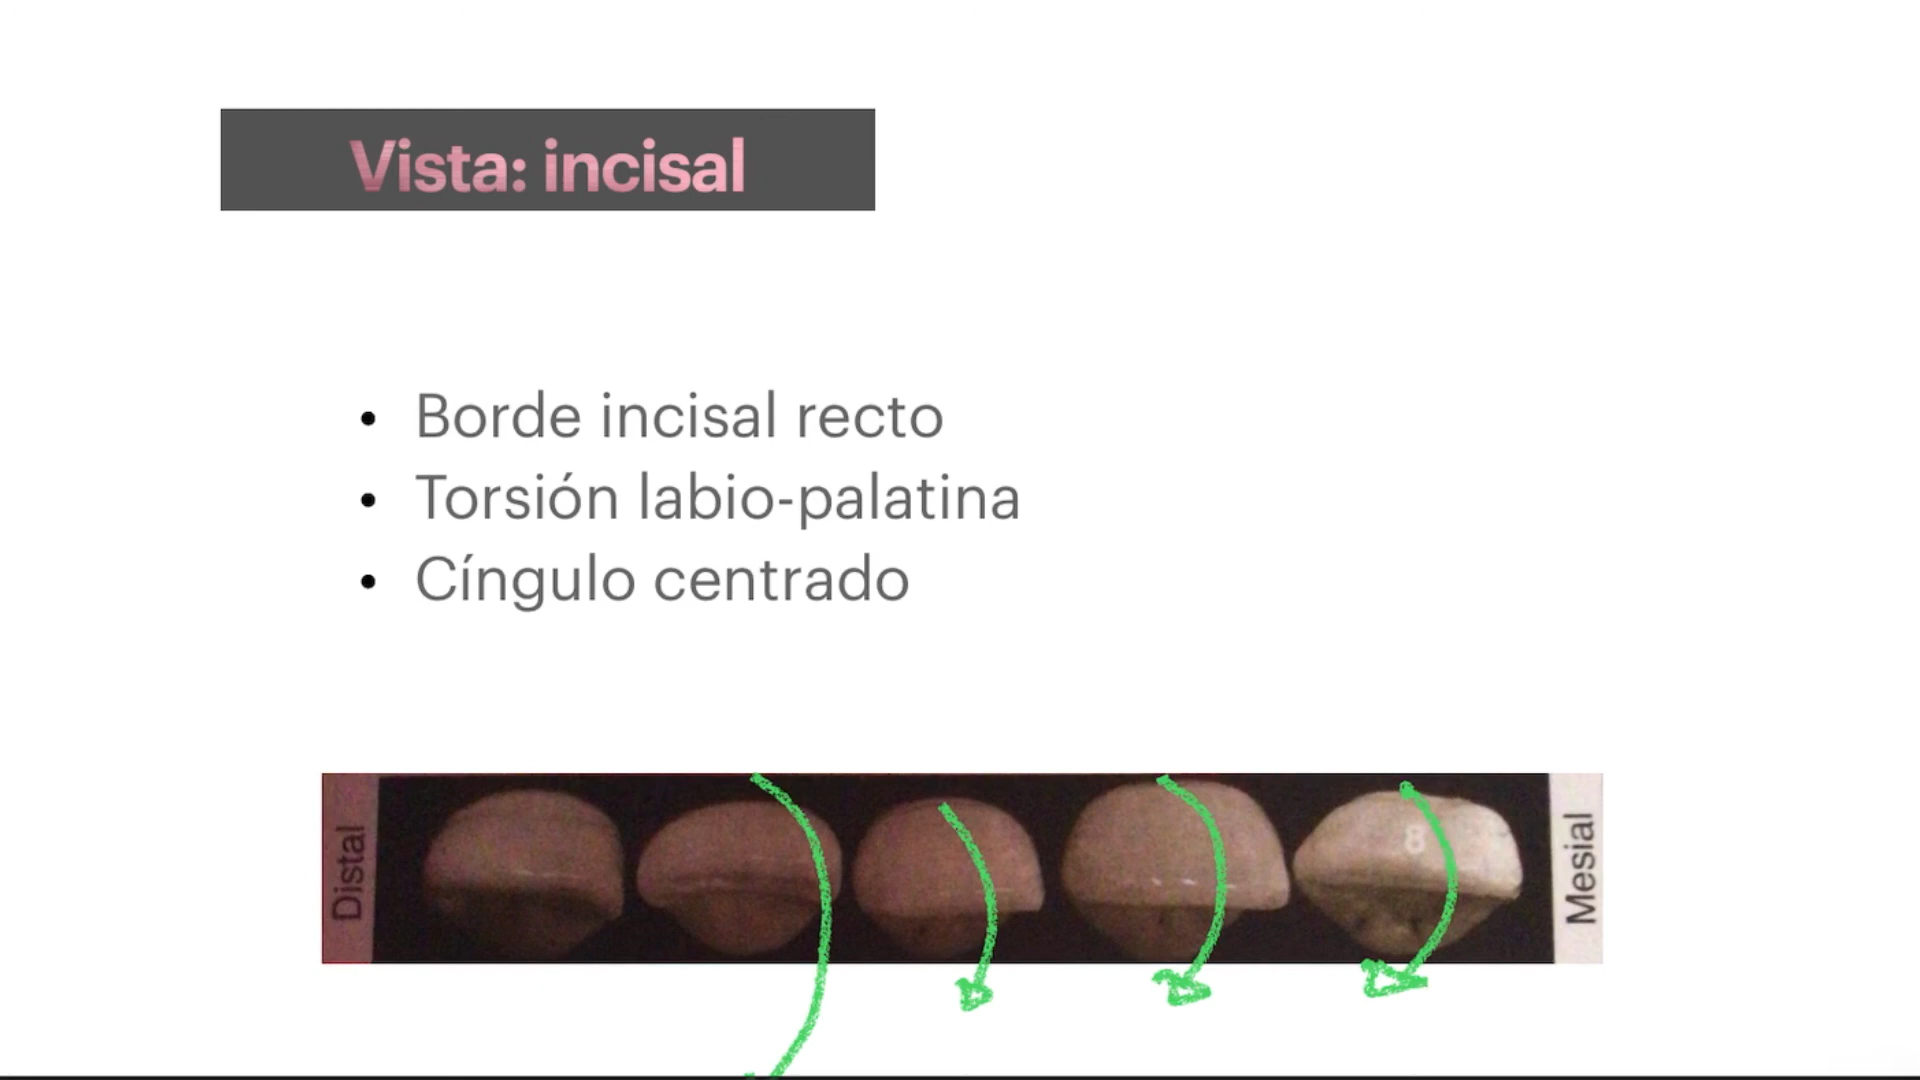 Vista: incisal
• Borde incisal recto
• Torsión labio-palatina
• Cíngulo centrado
Distal
8
Mesial